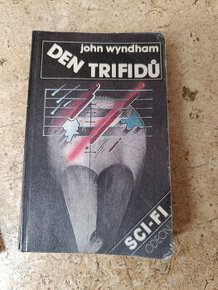 john wyndham
DEN TRIFIDŮ
SCI-FI
ODEON